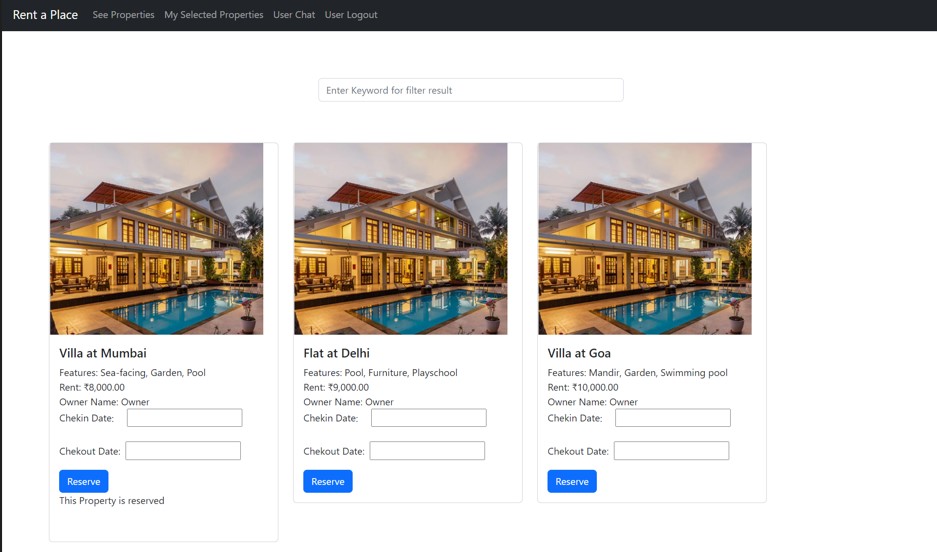 Rent a Place See Properties My Selected Properties User Chat User Logout
Enter Keyword for filter result
Villa at Mumbai
Features: Sea-facing, Garden, Pool
Rent: ₹8,000.00
Owner Name: Owner
Chekin Date:
Chekout Date:
Reserve
This Property is reserved
Flat at Delhi
Features: Pool, Furniture, Playschool
Rent: ₹9,000.00
Owner Name: Owner
Chekin Date:
Chekout Date:
Reserve
Villa at Goa
Features: Mandir, Garden, Swimming pool
Rent: ₹10,000.00
Owner Name: Owner
Chekin Date:
Chekout Date:
Reserve